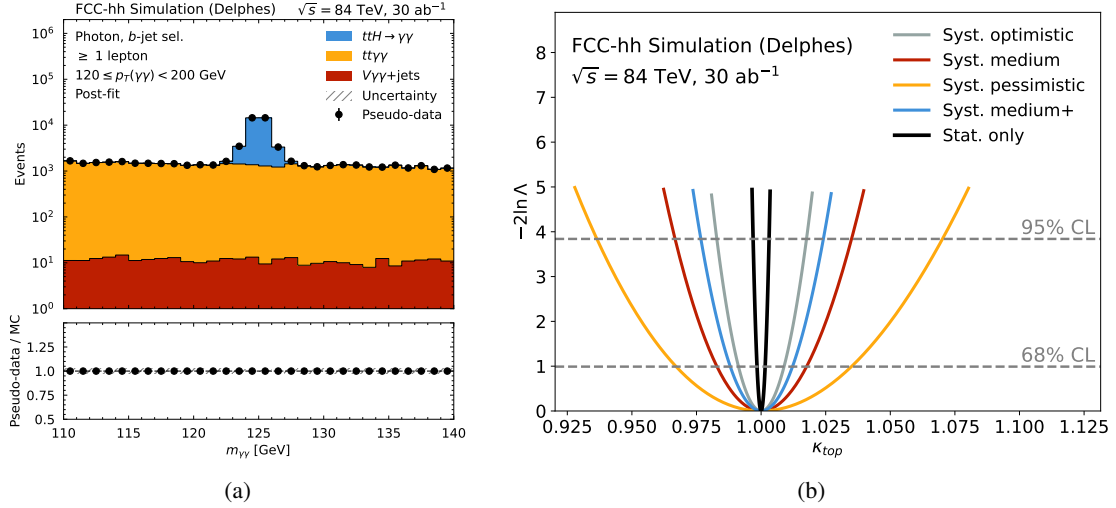 FCC-hh Simulation (Delphes) √s = 84 TeV, 30 ab⁻¹
Photon, b-jet sel.
≥ 1 lepton
120 ≤ pT(γγ) < 200 GeV
Post-fit
ttH → γγ
ttγγ
Vγγ+jets
Uncertainty
Pseudo-data
Events
10⁶
10⁵
10⁴
10³
10²
10¹
10⁰
Pseudo-data / MC
1.25
1.0
0.75
0.5
110 115 120 125 130 135 140
mγγ [GeV]
(a)
FCC-hh Simulation (Delphes)
√s = 84 TeV, 30 ab⁻¹
Syst. optimistic
Syst. medium
Syst. pessimistic
Syst. medium+
Stat. only
−2lnΛ
8
7
6
5
4
3
2
1
0
95% CL
68% CL
0.925 0.950 0.975 1.000 1.025 1.050 1.075 1.100 1.125
κtop
(b)